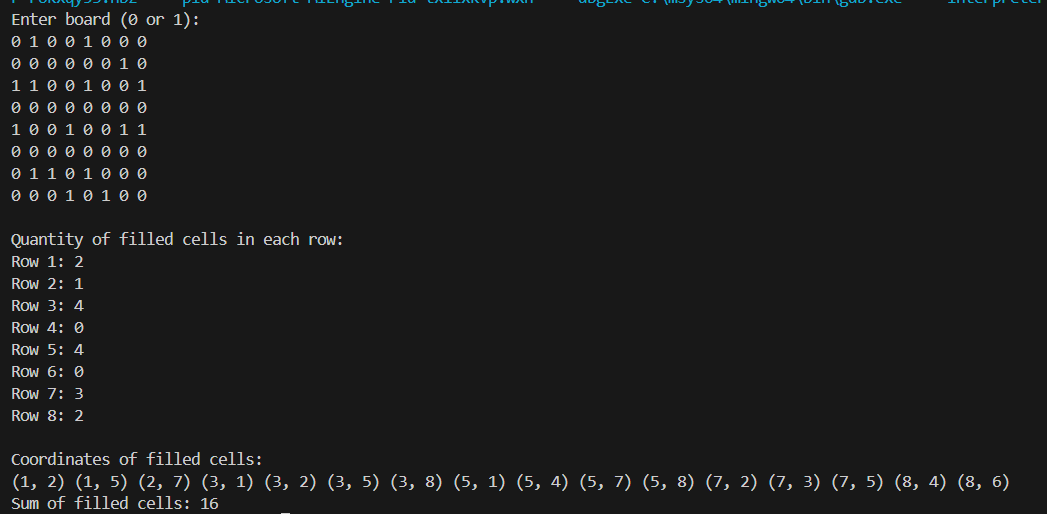 Enter board (0 or 1):
0 1 0 0 1 0 0 0
0 0 0 0 0 0 1 0
1 1 0 0 1 0 0 1
0 0 0 0 0 0 0 0
1 0 0 1 0 0 1 1
0 0 0 0 0 0 0 0
0 1 1 0 1 0 0 0
0 0 0 1 0 1 0 0
Quantity of filled cells in each row:
Row 1: 2
Row 2: 1
Row 3: 4
Row 4: 0
Row 5: 4
Row 6: 0
Row 7: 3
Row 8: 2
Coordinates of filled cells:
(1, 2) (1, 5) (2, 7) (3, 1) (3, 2) (3, 5) (3, 8) (5, 1) (5, 4) (5, 7) (5, 8) (7, 2) (7, 3) (7, 5) (8, 4) (8, 6)
Sum of filled cells: 16